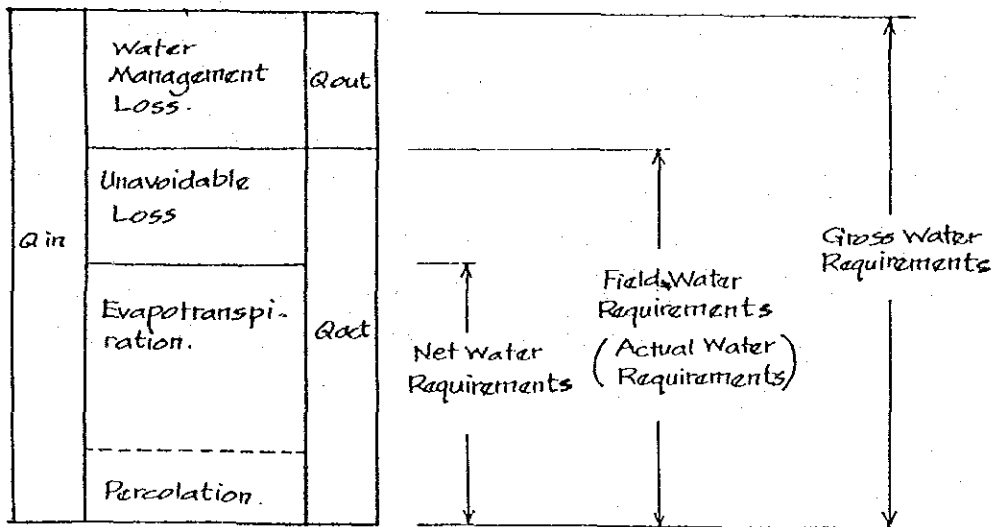 Water
Management
Loss.
Qout
Unavoidable
Loss
Qin
Evapotranspi-
ration.
Qact
Percolation.
Net Water
Requirements
Field Water
Requirements
(Actual Water
Requirements)
Gross Water
Requirements